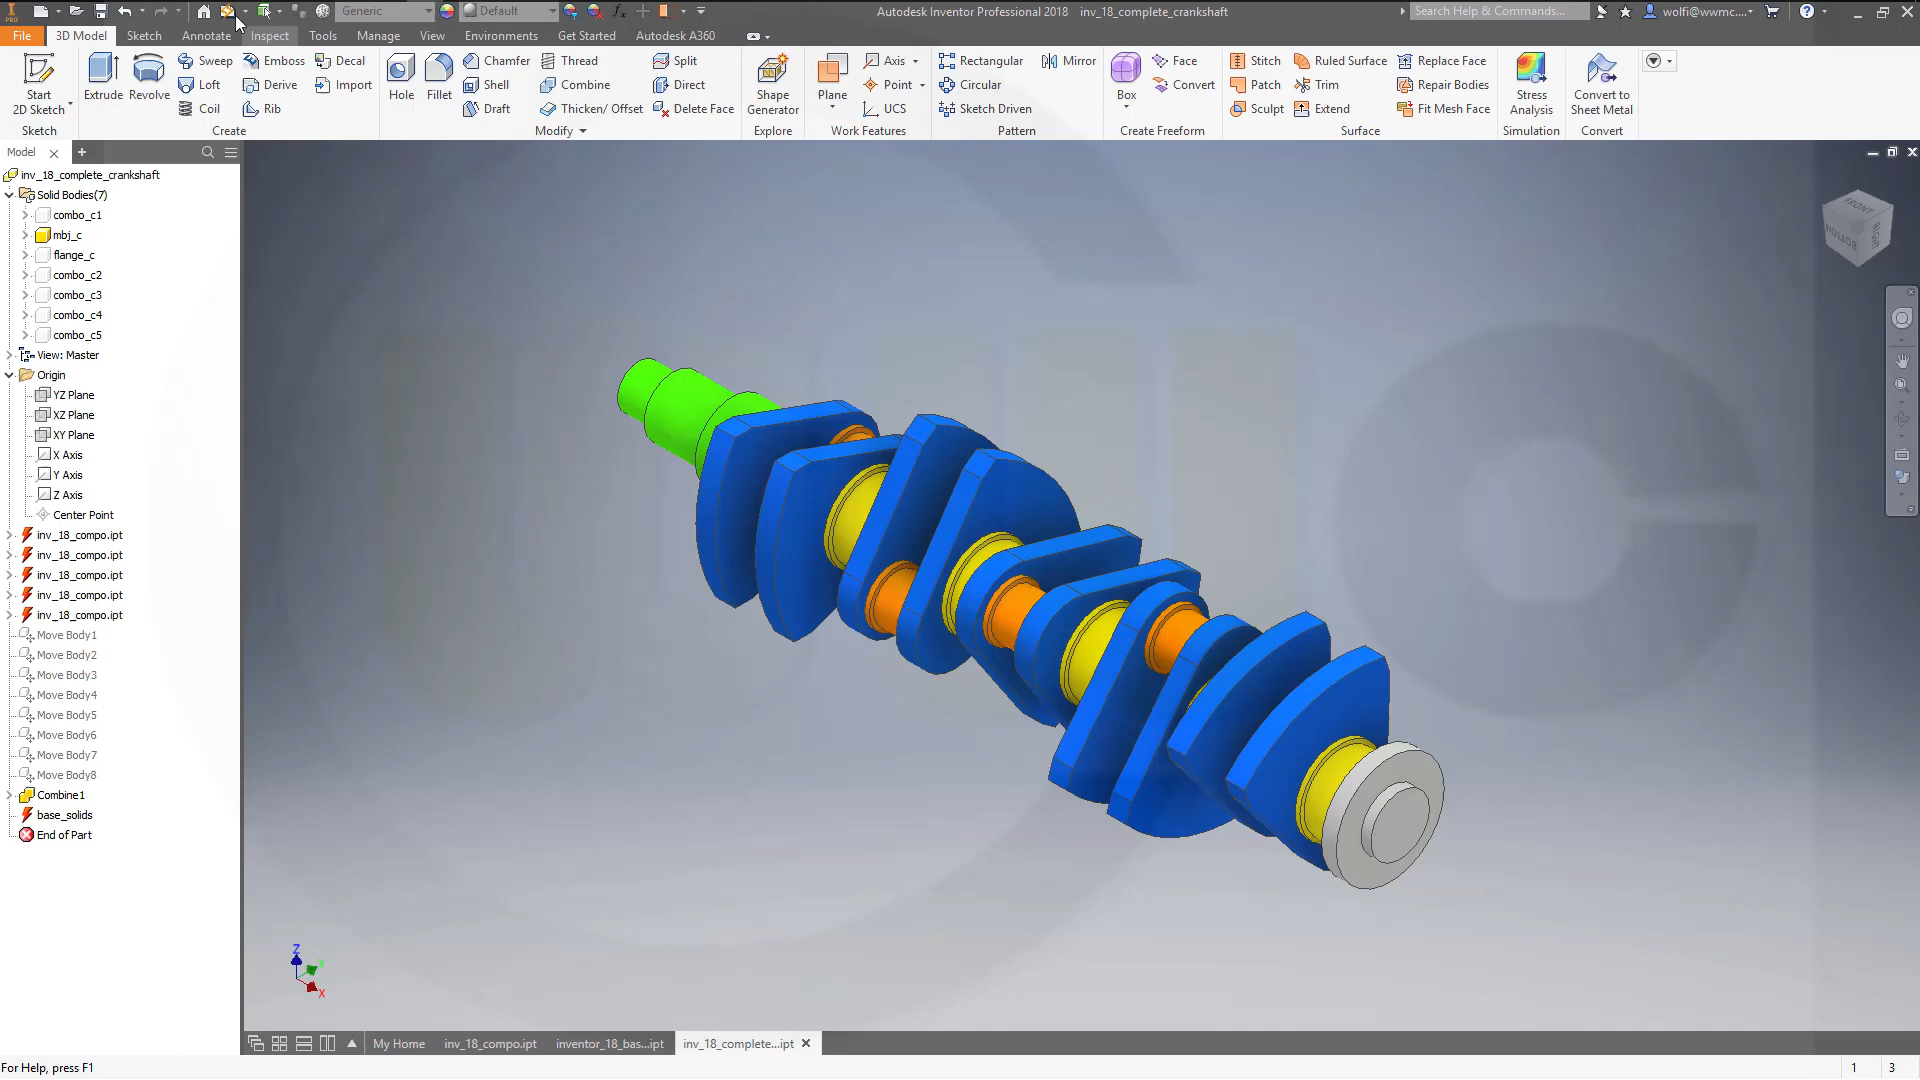 PRO
Generic
Default
Autodesk Inventor Professional 2018 inv_18_complete_crankshaft
Search Help & Commands...
wolfi@wwmc....
File
3D Model
Sketch
Annotate
Inspect
Tools
Manage
View
Environments
Get Started
Autodesk A360
Start
2D Sketch
Extrude
Revolve
Sweep
Emboss
Decal
Loft
Derive
Import
Coil
Rib
Hole
Fillet
Chamfer
Thread
Split
Shell
Combine
Direct
Draft
Thicken/ Offset
Delete Face
Shape
Generator
Plane
Axis
Point
UCS
Rectangular
Mirror
Circular
Sketch Driven
Box
Face
Convert
Stitch
Ruled Surface
Replace Face
Patch
Trim
Repair Bodies
Sculpt
Extend
Fit Mesh Face
Stress
Analysis
Convert to
Sheet Metal
Sketch
Create
Modify
Explore
Work Features
Pattern
Create Freeform
Surface
Simulation
Convert
Model
inv_18_complete_crankshaft
Solid Bodies(7)
combo_c1
mbj_c
flange_c
combo_c2
combo_c3
combo_c4
combo_c5
View: Master
Origin
YZ Plane
XZ Plane
XY Plane
X Axis
Y Axis
Z Axis
Center Point
inv_18_compo.ipt
inv_18_compo.ipt
inv_18_compo.ipt
inv_18_compo.ipt
inv_18_compo.ipt
Move Body1
Move Body2
Move Body3
Move Body4
Move Body5
Move Body6
Move Body7
Move Body8
Combine1
base_solids
End of Part
FRONT
BOTTOM
RIGHT
Z
Y
X
My Home
inv_18_compo.ipt
inventor_18_bas...ipt
inv_18_complete...ipt
For Help, press F1
1
3